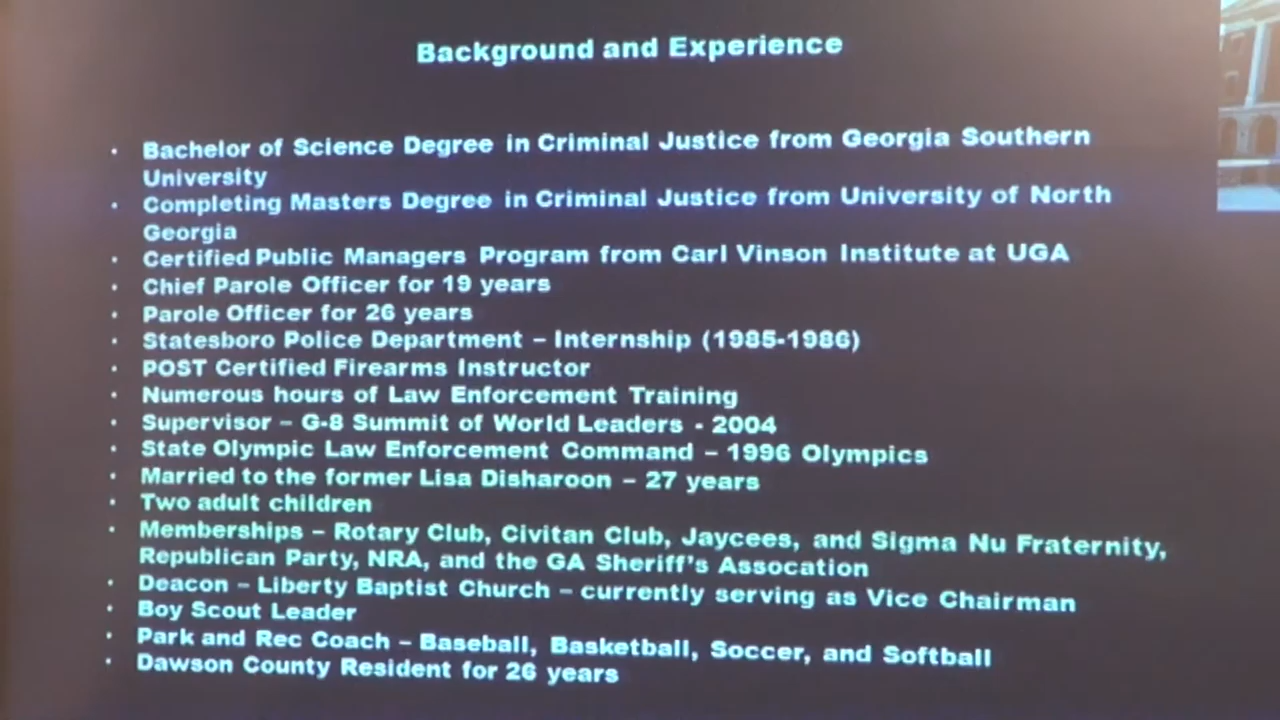 Background and Experience
· Bachelor of Science Degree in Criminal Justice from Georgia Southern
University
· Completing Masters Degree in Criminal Justice from University of North
Georgia
· Certified Public Managers Program from Carl Vinson Institute at UGA
· Chief Parole Officer for 19 years
· Parole Officer for 26 years
· Statesboro Police Department – Internship (1985-1986)
· POST Certified Firearms Instructor
· Numerous hours of Law Enforcement Training
· Supervisor – G-8 Summit of World Leaders - 2004
· State Olympic Law Enforcement Command – 1996 Olympics
· Married to the former Lisa Disharoon – 27 years
· Two adult children
· Memberships – Rotary Club, Civitan Club, Jaycees, and Sigma Nu Fraternity,
Republican Party, NRA, and the GA Sheriff's Assocation
· Deacon – Liberty Baptist Church – currently serving as Vice Chairman
· Boy Scout Leader
· Park and Rec Coach – Baseball, Basketball, Soccer, and Softball
· Dawson County Resident for 26 years